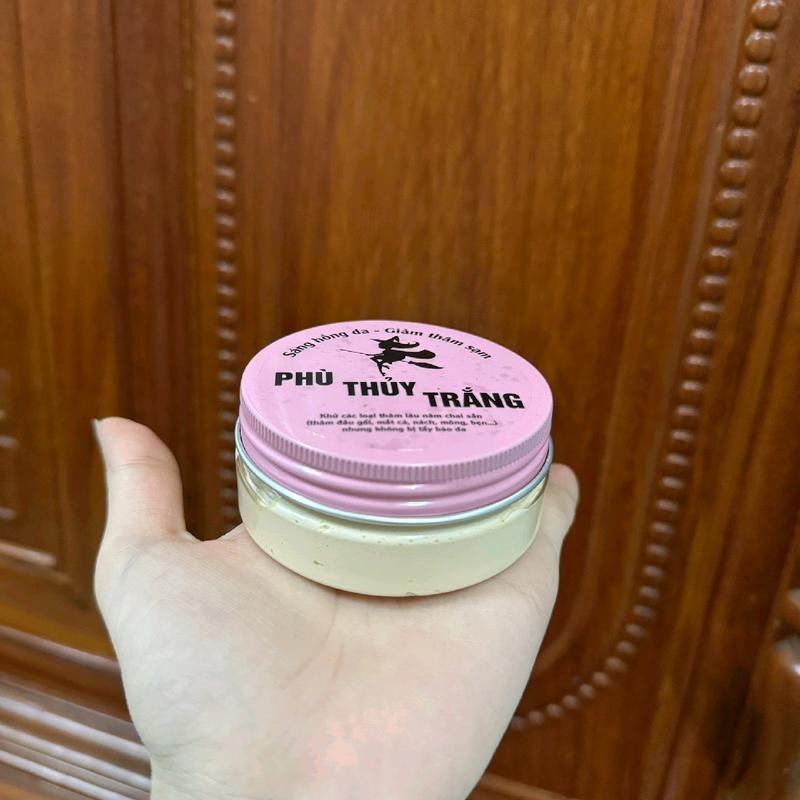 Sáng hồng da - Giảm thâm sạm
PHÙ THỦY TRẮNG
Khử các loại thâm lâu năm chai sần
(thâm đầu gối, mắt cá, nách, mông, bẹn...)
nhưng không bị tẩy bào da